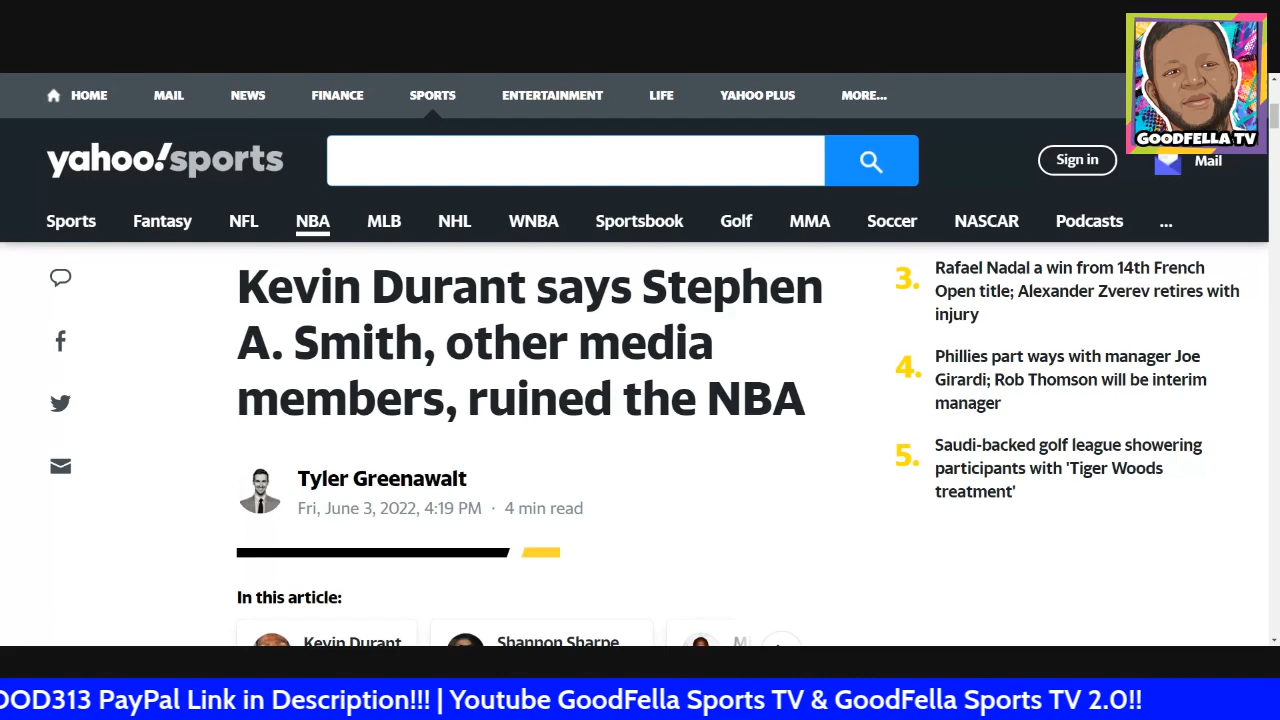 GOODFELLA TV
HOME MAIL NEWS FINANCE SPORTS ENTERTAINMENT LIFE YAHOO PLUS MORE...
yahoo!sports
Sign in
Mail
Sports Fantasy NFL NBA MLB NHL WNBA Sportsbook Golf MMA Soccer NASCAR Podcasts ...
Kevin Durant says Stephen
A. Smith, other media
members, ruined the NBA
Tyler Greenawalt
Fri, June 3, 2022, 4:19 PM · 4 min read
In this article:
Kevin Durant
Shannon Sharpe
3. Rafael Nadal a win from 14th French
Open title; Alexander Zverev retires with
injury
4. Phillies part ways with manager Joe
Girardi; Rob Thomson will be interim
manager
5. Saudi-backed golf league showering
participants with 'Tiger Woods
treatment'
OOD313 PayPal Link in Description!!! | Youtube GoodFella Sports TV & GoodFella Sports TV 2.0!!